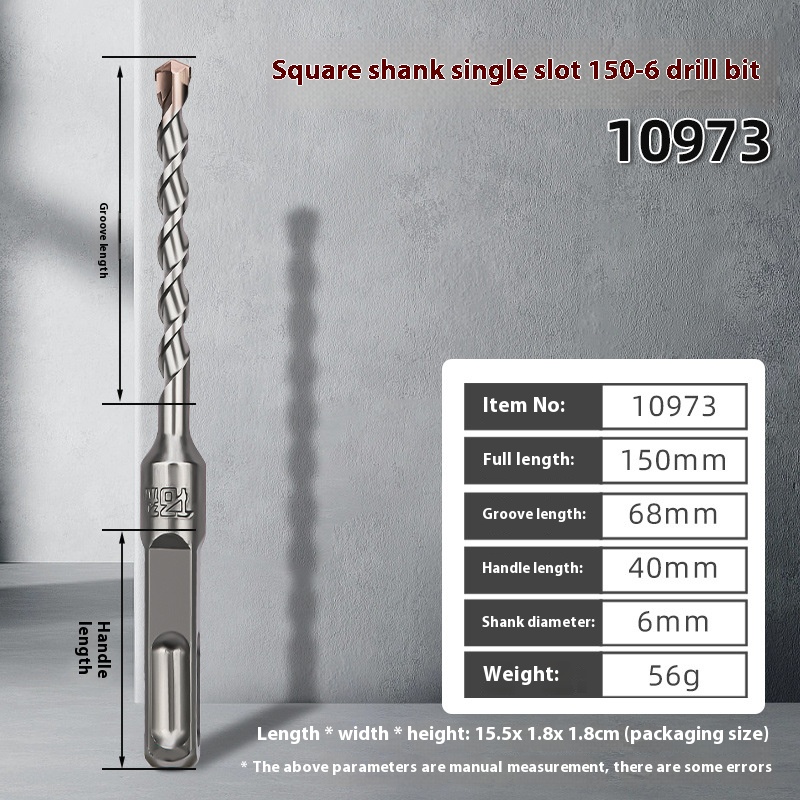 Square shank single slot 150-6 drill bit
10973
Groove length
Handle length
Item No: 10973
Full length: 150mm
Groove length: 68mm
Handle length: 40mm
Shank diameter: 6mm
Weight: 56g
Length * width * height: 15.5x 1.8x 1.8cm (packaging size)
* The above parameters are manual measurement, there are some errors